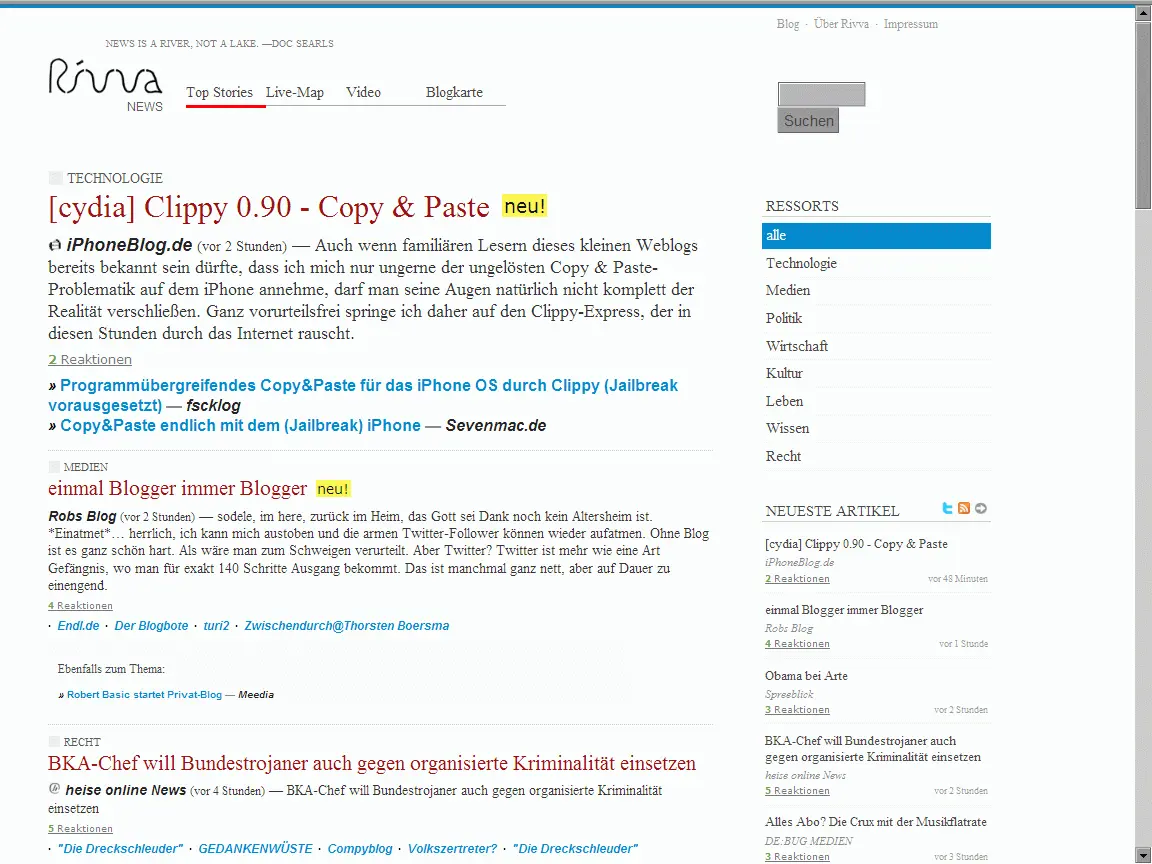 Blog · Über Rivva · Impressum
NEWS IS A RIVER, NOT A LAKE. —DOC SEARLS
Rivva
NEWS
Top Stories Live-Map Video Blogkarte
Suchen
TECHNOLOGIE
[cydia] Clippy 0.90 - Copy & Paste neu!
iPhoneBlog.de (vor 2 Stunden) — Auch wenn familiären Lesern dieses kleinen Weblogs
bereits bekannt sein dürfte, dass ich mich nur ungerne der ungelösten Copy & Paste-
Problematik auf dem iPhone annehme, darf man seine Augen natürlich nicht komplett der
Realität verschließen. Ganz vorurteilsfrei springe ich daher auf den Clippy-Express, der in
diesen Stunden durch das Internet rauscht.
2 Reaktionen
» Programmübergreifendes Copy&Paste für das iPhone OS durch Clippy (Jailbreak
vorausgesetzt) — fscklog
» Copy&Paste endlich mit dem (Jailbreak) iPhone — Sevenmac.de
MEDIEN
einmal Blogger immer Blogger neu!
Robs Blog (vor 2 Stunden) — sodele, im here, zurück im Heim, das Gott sei Dank noch kein Altersheim ist.
*Einatmet*… herrlich, ich kann mich austoben und die armen Twitter-Follower können wieder aufatmen. Ohne Blog
ist es ganz schön hart. Als wäre man zum Schweigen verurteilt. Aber Twitter? Twitter ist mehr wie eine Art
Gefängnis, wo man für exakt 140 Schritte Ausgang bekommt. Das ist manchmal ganz nett, aber auf Dauer zu
einengend.
4 Reaktionen
· Endl.de · Der Blogbote · turi2 · Zwischendurch@Thorsten Boersma
Ebenfalls zum Thema:
» Robert Basic startet Privat-Blog — Meedia
RECHT
BKA-Chef will Bundestrojaner auch gegen organisierte Kriminalität einsetzen
heise online News (vor 4 Stunden) — BKA-Chef will Bundestrojaner auch gegen organisierte Kriminalität
einsetzen
5 Reaktionen
· "Die Dreckschleuder" · GEDANKENWÜSTE · Compyblog · Volkszertreter? · "Die Dreckschleuder"
RESSORTS
alle
Technologie
Medien
Politik
Wirtschaft
Kultur
Leben
Wissen
Recht
NEUESTE ARTIKEL
[cydia] Clippy 0.90 - Copy & Paste
iPhoneBlog.de
2 Reaktionen vor 48 Minuten
einmal Blogger immer Blogger
Robs Blog
4 Reaktionen vor 1 Stunde
Obama bei Arte
Spreeblick
3 Reaktionen vor 2 Stunden
BKA-Chef will Bundestrojaner auch
gegen organisierte Kriminalität einsetzen
heise online News
5 Reaktionen vor 2 Stunden
Alles Abo? Die Crux mit der Musikflatrate
DE:BUG MEDIEN
3 Reaktionen vor 3 Stunden